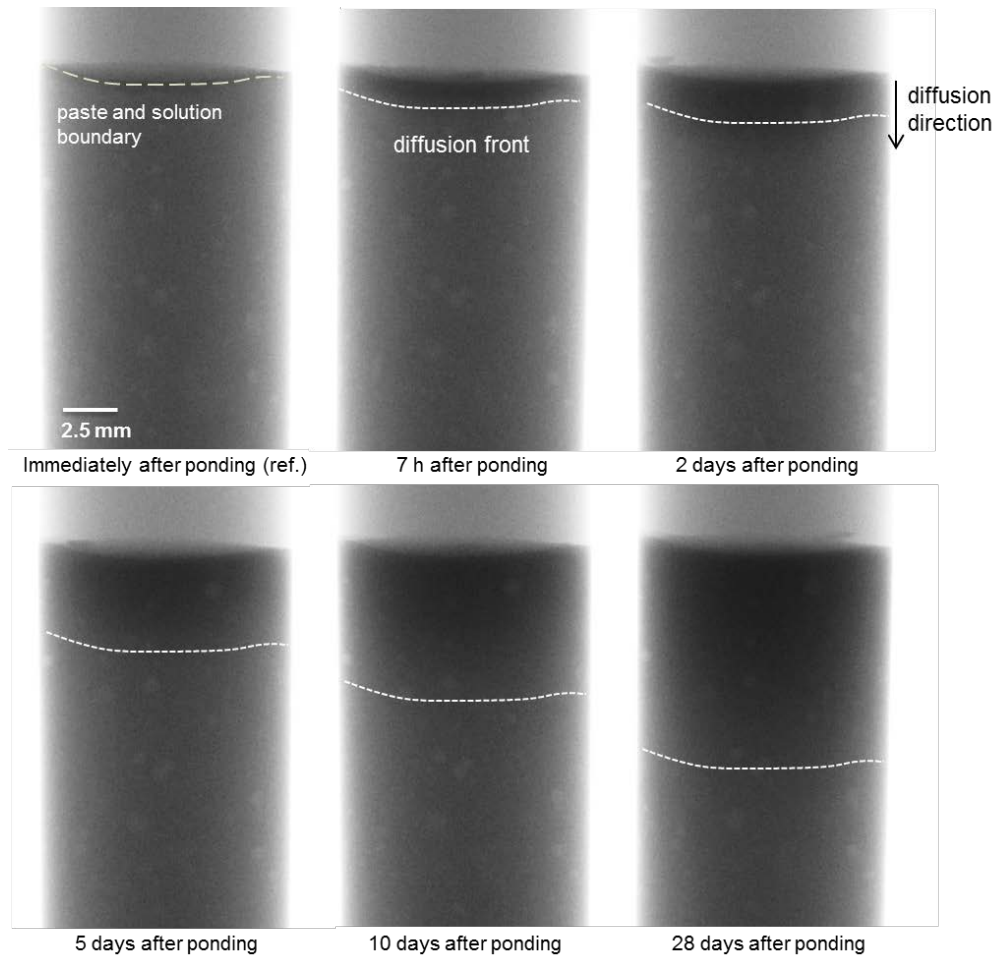 paste and solution
boundary
diffusion front
diffusion
direction
2.5 mm
Immediately after ponding (ref.)
7 h after ponding
2 days after ponding
5 days after ponding
10 days after ponding
28 days after ponding